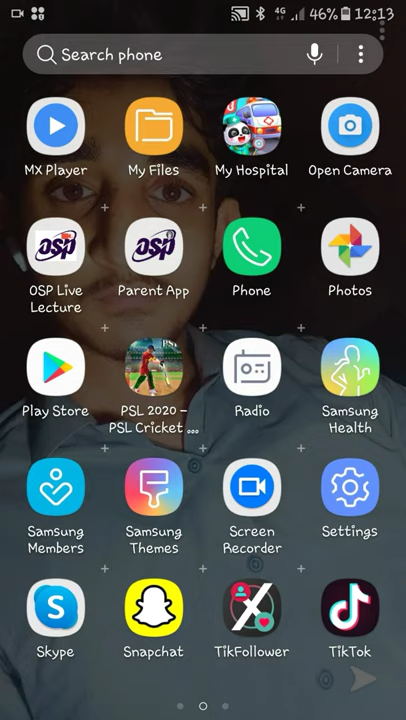 4G 46% 12:13
Search phone
MX Player My Files My Hospital Open Camera
OSP OSP
OSP Live Parent App Phone Photos
Lecture
Play Store PSL 2020 – Radio Samsung
PSL Cricket ... Health
Samsung Samsung Screen Settings
Members Themes Recorder
Skype Snapchat TikFollower TikTok